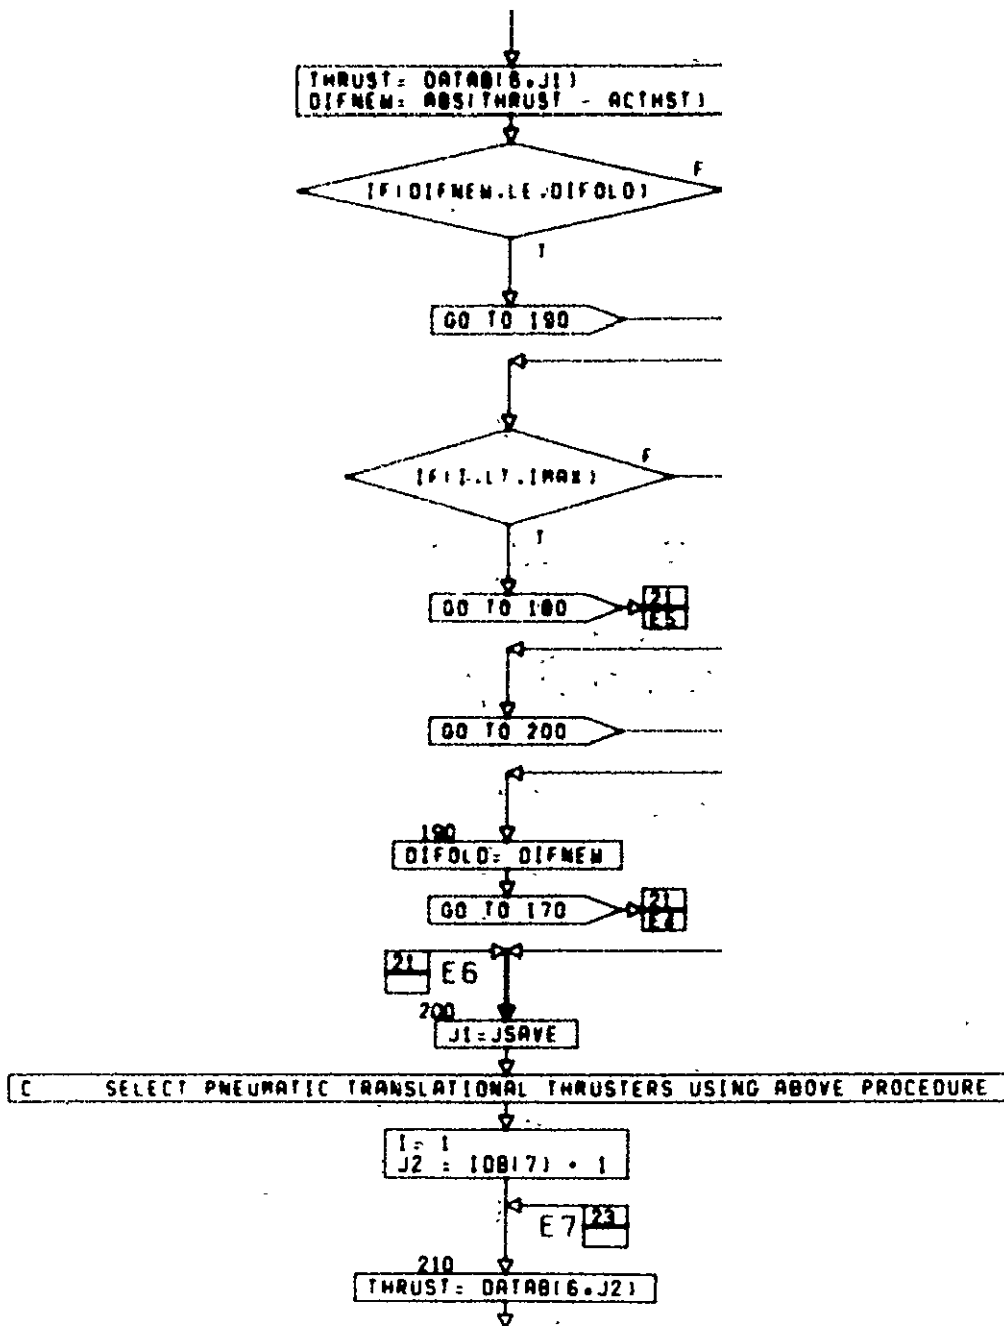 THRUST= DATAB(6,J1)
DIFNEW= ABS(THRUST - ACTHST)
F
IF(DIFNEW.LE.DIFOLD)
T
GO TO 190
F
IF(I.LT.IMAX)
T
GO TO 180
21
E5
GO TO 200
190
DIFOLD= DIFNEW
GO TO 170
21
E4
21
E6
200
J1=JSAVE
C SELECT PNEUMATIC TRANSLATIONAL THRUSTERS USING ABOVE PROCEDURE
I= 1
J2 = IDB(7) + 1
23
E7
210
THRUST= DATAB(6,J2)